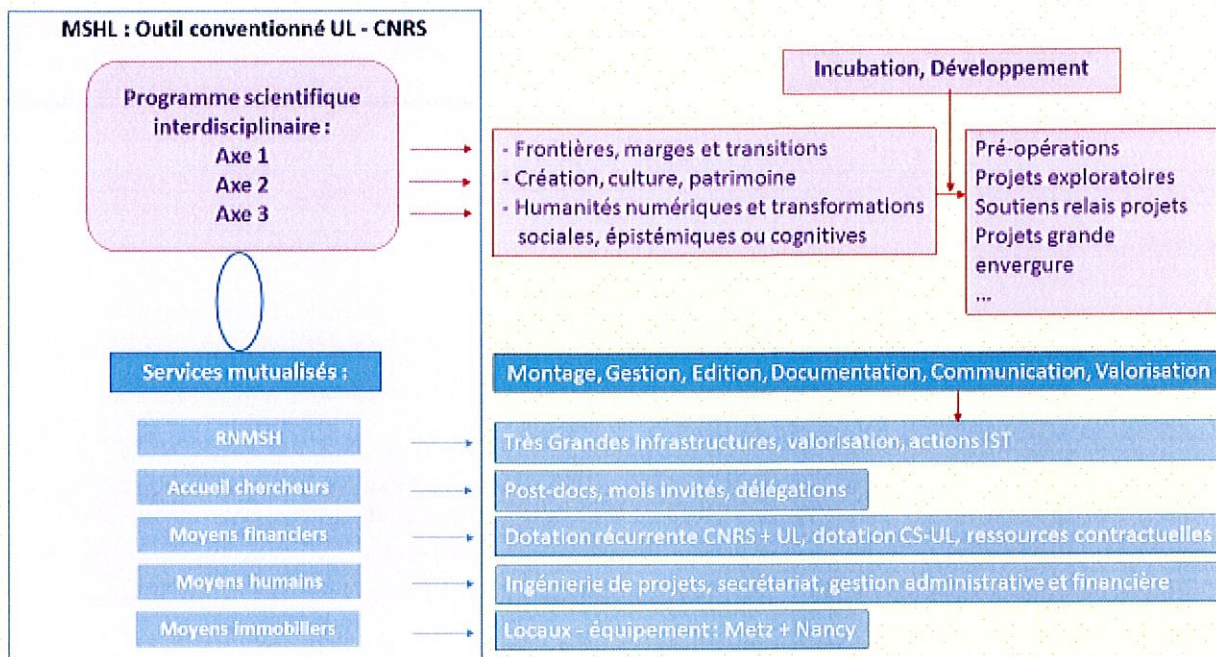 MSHL : Outil conventionné UL - CNRS
Programme scientifique
interdisciplinaire :
Axe 1
Axe 2
Axe 3
Incubation, Développement
- Frontières, marges et transitions
- Création, culture, patrimoine
- Humanités numériques et transformations
sociales, épistémiques ou cognitives
Pré-opérations
Projets exploratoires
Soutiens relais projets
Projets grande
envergure
...
Services mutualisés :
Montage, Gestion, Edition, Documentation, Communication, Valorisation
RNMSH
Très Grandes Infrastructures, valorisation, actions IST
Accueil chercheurs
Post-docs, mois invités, délégations
Moyens financiers
Dotation récurrente CNRS + UL, dotation CS-UL, ressources contractuelles
Moyens humains
Ingénierie de projets, secrétariat, gestion administrative et financière
Moyens immobiliers
Locaux - équipement : Metz + Nancy